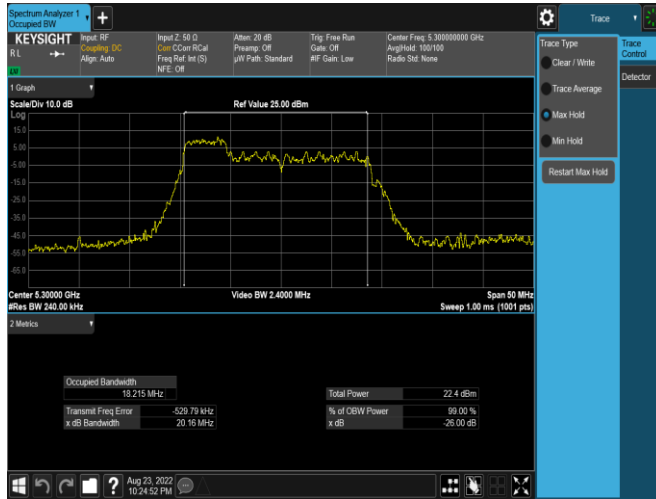 Spectrum Analyzer 1
Occupied BW
Trace
KEYSIGHT
Input: RF
Input Z: 50 Ω
Atten: 20 dB
Trig: Free Run
Center Freq: 5.300000000 GHz
R L
Coupling: DC
Corr CCorr RCal
Preamp: Off
Gate: Off
Avg|Hold: 100/100
Align: Auto
Freq Ref: Int (S)
µW Path: Standard
#IF Gain: Low
Radio Std: None
NFE: Off
Trace Type
Clear / Write
Trace Average
Max Hold
Min Hold
Restart Max Hold
Trace
Control
Detector
1 Graph
Scale/Div 10.0 dB
Ref Value 25.00 dBm
Log
15.0
5.00
-5.00
-15.0
-25.0
-35.0
-45.0
-55.0
-65.0
Center 5.30000 GHz
Video BW 2.4000 MHz
Span 50 MHz
#Res BW 240.00 kHz
Sweep 1.00 ms (1001 pts)
2 Metrics
Occupied Bandwidth
18.215 MHz
Total Power
22.4 dBm
Transmit Freq Error
-529.79 kHz
% of OBW Power
99.00 %
x dB Bandwidth
20.16 MHz
x dB
-26.00 dB
Aug 23, 2022
10:24:52 PM